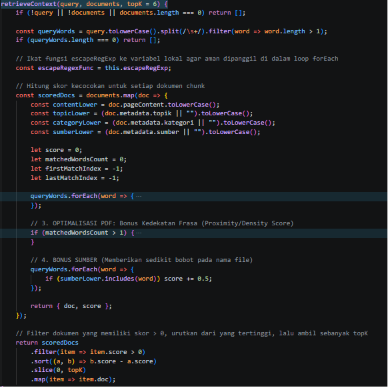 retrieveContext(query, documents, topK = 6) {
if (!query || !documents || documents.length === 0) return [];
const queryWords = query.toLowerCase().split(/\s+/).filter(word => word.length > 1);
if (queryWords.length === 0) return [];
// Ikat fungsi escapeRegExp ke variabel lokal agar aman dipanggil di dalam loop forEach
const escapeRegexFunc = this.escapeRegExp;
// Hitung skor kecocokan untuk setiap dokumen chunk
const scoredDocs = documents.map(doc => {
const contentLower = doc.pageContent.toLowerCase();
const topicLower = (doc.metadata.topik || "").toLowerCase();
const categoryLower = (doc.metadata.kategori || "").toLowerCase();
const sumberLower = (doc.metadata.sumber || "").toLowerCase();
let score = 0;
let matchedWordsCount = 0;
let firstMatchIndex = -1;
let lastMatchIndex = -1;
queryWords.forEach(word => { ···
});
// 3. OPTIMALISASI PDF: Bonus Kedekatan Frasa (Proximity/Density Score)
if (matchedWordsCount > 1) { ···
}
// 4. BONUS SUMBER (Memberikan sedikit bobot pada nama file)
queryWords.forEach(word => {
if (sumberLower.includes(word)) score += 0.5;
});
return { doc, score };
});
// Filter dokumen yang memiliki skor > 0, urutkan dari yang tertinggi, lalu ambil sebanyak topK
return scoredDocs
.filter(item => item.score > 0)
.sort((a, b) => b.score - a.score)
.slice(0, topK)
.map(item => item.doc);